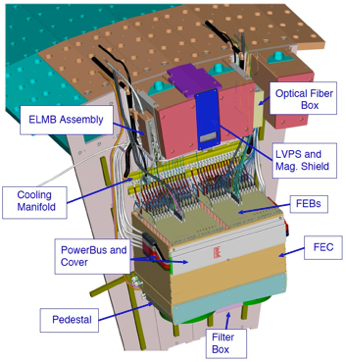 Optical Fiber
Box
ELMB Assembly
LVPS and
Mag. Shield
Cooling
Manifold
FEBs
PowerBus and
Cover
FEC
Pedestal
Filter
Box